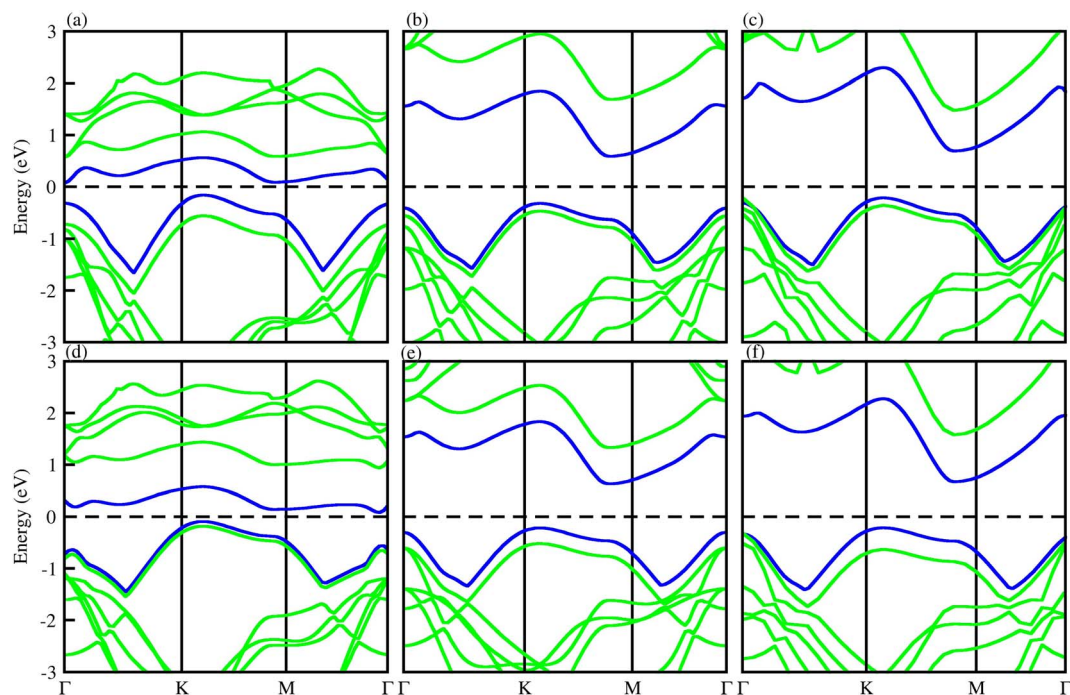 (a) (b) (c)
3
2
1
0
-1
-2
-3
Energy (eV)
(d) (e) (f)
3
2
1
0
-1
-2
-3
Energy (eV)
Γ K M Γ Γ K M Γ Γ K M Γ